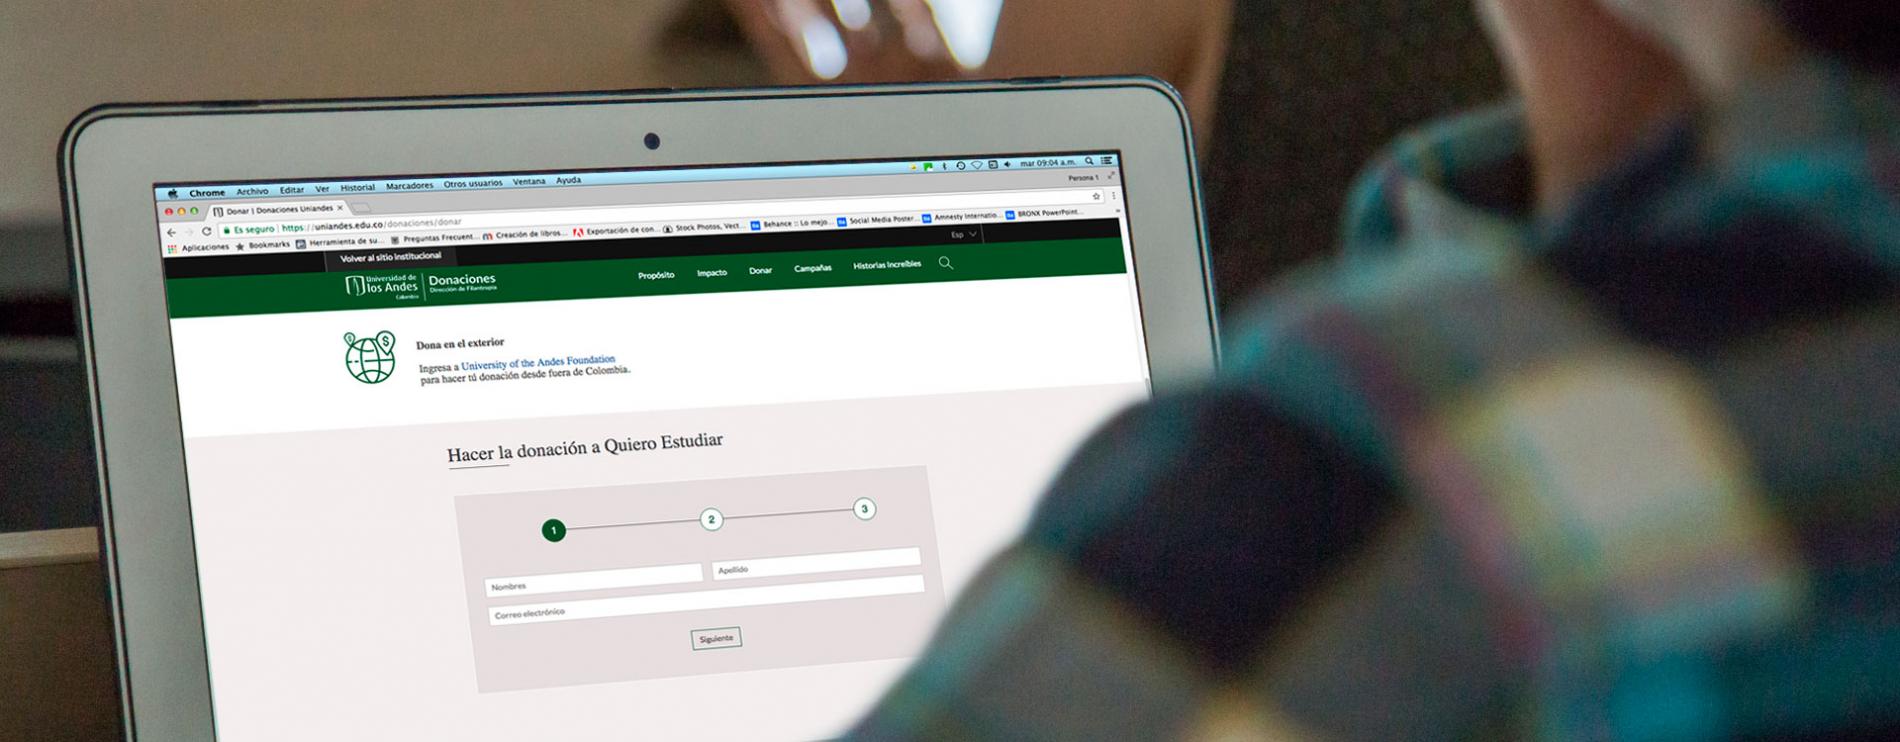 Chrome Archivo Editar Ver Historial Marcadores Otros usuarios Ventana Ayuda mar 09:04 a.m.
Donar | Donaciones Uniandes Persona 1
Es seguro https://uniandes.edu.co/donaciones/donar
Aplicaciones Bookmarks Herramienta de su... Preguntas Frecuent... Creación de libros... Exportación de con... Stock Photos, Vect... Behance :: Lo mejo... Social Media Poster... Amnesty Internatio... BRONX PowerPoint...
Volver al sitio institucional Esp
Universidad de
los Andes
Colombia
Donaciones
Dirección de Filantropía
Propósito Impacto Donar Campañas Historias Increíbles
Dona en el exterior
Ingresa a University of the Andes Foundation
para hacer tú donación desde fuera de Colombia.
Hacer la donación a Quiero Estudiar
1 2 3
Nombres Apellido
Correo electrónico
Siguiente